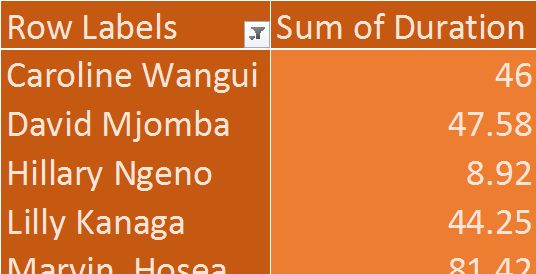 Row Labels Sum of Duration
Caroline Wangui 46
David Mjomba 47.58
Hillary Ngeno 8.92
Lilly Kanaga 44.25
Marvin Hosea 81.42